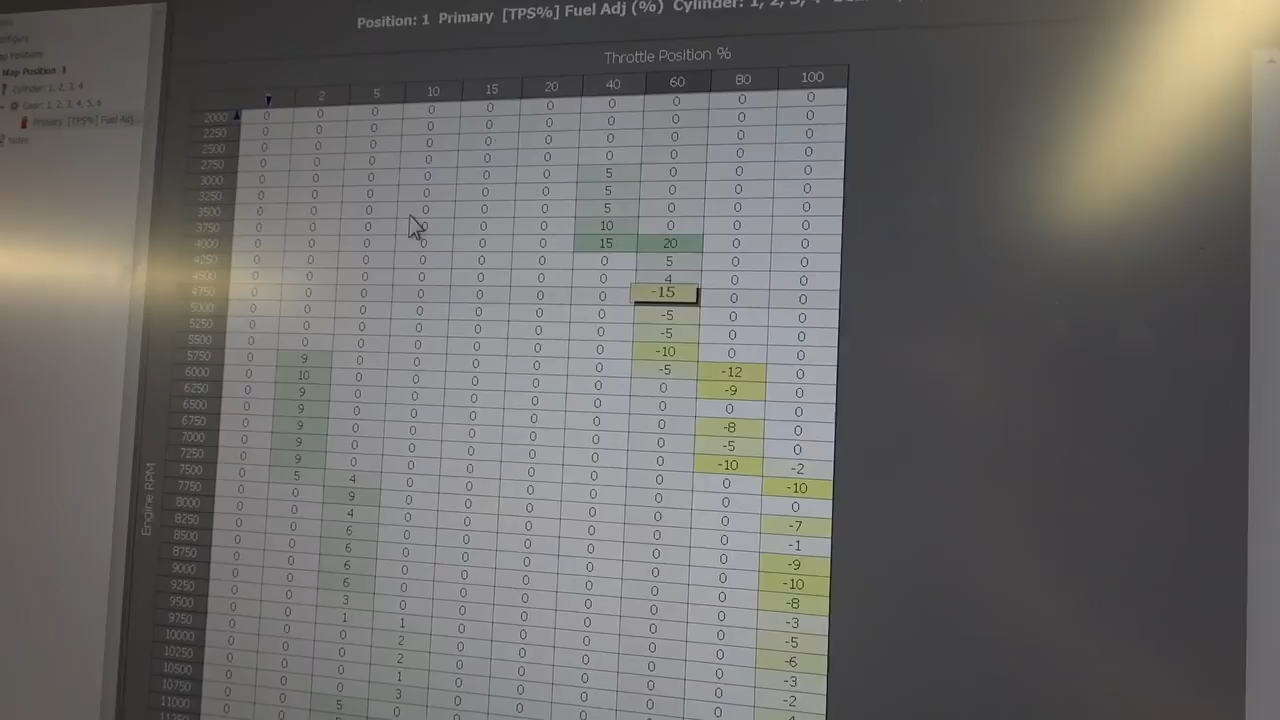 Position: 1 Primary [TPS%] Fuel Adj (%) Cylinder: 1, 2, 3, 4
Map Position 1
Cylinder: 1, 2, 3, 4
Gear: 1, 2, 3, 4, 5, 6
Primary [TPS%] Fuel Adj...
Notes
Throttle Position %
2 5 10 15 20 40 60 80 100
Engine RPM
2000 0 0 0 0 0 0 0 0 0 0
2250 0 0 0 0 0 0 0 0 0 0
2500 0 0 0 0 0 0 0 0 0 0
2750 0 0 0 0 0 0 0 0 0 0
3000 0 0 0 0 0 0 5 0 0 0
3250 0 0 0 0 0 0 5 0 0 0
3500 0 0 0 0 0 0 5 0 0 0
3750 0 0 0 0 0 0 10 0 0 0
4000 0 0 0 0 0 0 15 20 0 0
4250 0 0 0 0 0 0 0 5 0 0
4500 0 0 0 0 0 0 0 4 0 0
4750 0 0 0 0 0 0 0 -15 0 0
5000 0 0 0 0 0 0 0 -5 0 0
5250 0 0 0 0 0 0 0 -5 0 0
5500 0 0 0 0 0 0 0 -10 0 0
5750 0 9 0 0 0 0 0 -5 -12 0
6000 0 10 0 0 0 0 0 0 -9 0
6250 0 9 0 0 0 0 0 0 0 0
6500 0 9 0 0 0 0 0 0 -8 0
6750 0 9 0 0 0 0 0 0 -5 0
7000 0 9 0 0 0 0 0 0 -10 -2
7250 0 9 0 0 0 0 0 0 0 -10
7500 0 5 4 0 0 0 0 0 0 0
7750 0 0 9 0 0 0 0 0 0 -7
8000 0 0 4 0 0 0 0 0 0 -1
8250 0 0 6 0 0 0 0 0 0 -9
8500 0 0 6 0 0 0 0 0 0 -10
8750 0 0 6 0 0 0 0 0 0 -8
9000 0 0 6 0 0 0 0 0 0 -3
9250 0 0 3 0 0 0 0 0 0 -5
9500 0 0 1 1 0 0 0 0 0 -6
9750 0 0 0 2 0 0 0 0 0 -3
10000 0 0 0 2 0 0 0 0 0 -2
10250 0 0 0 1 0 0 0 0 0
10500 0 0 0 3 0 0 0 0
10750 0 0 5 0 0 0
11000 0